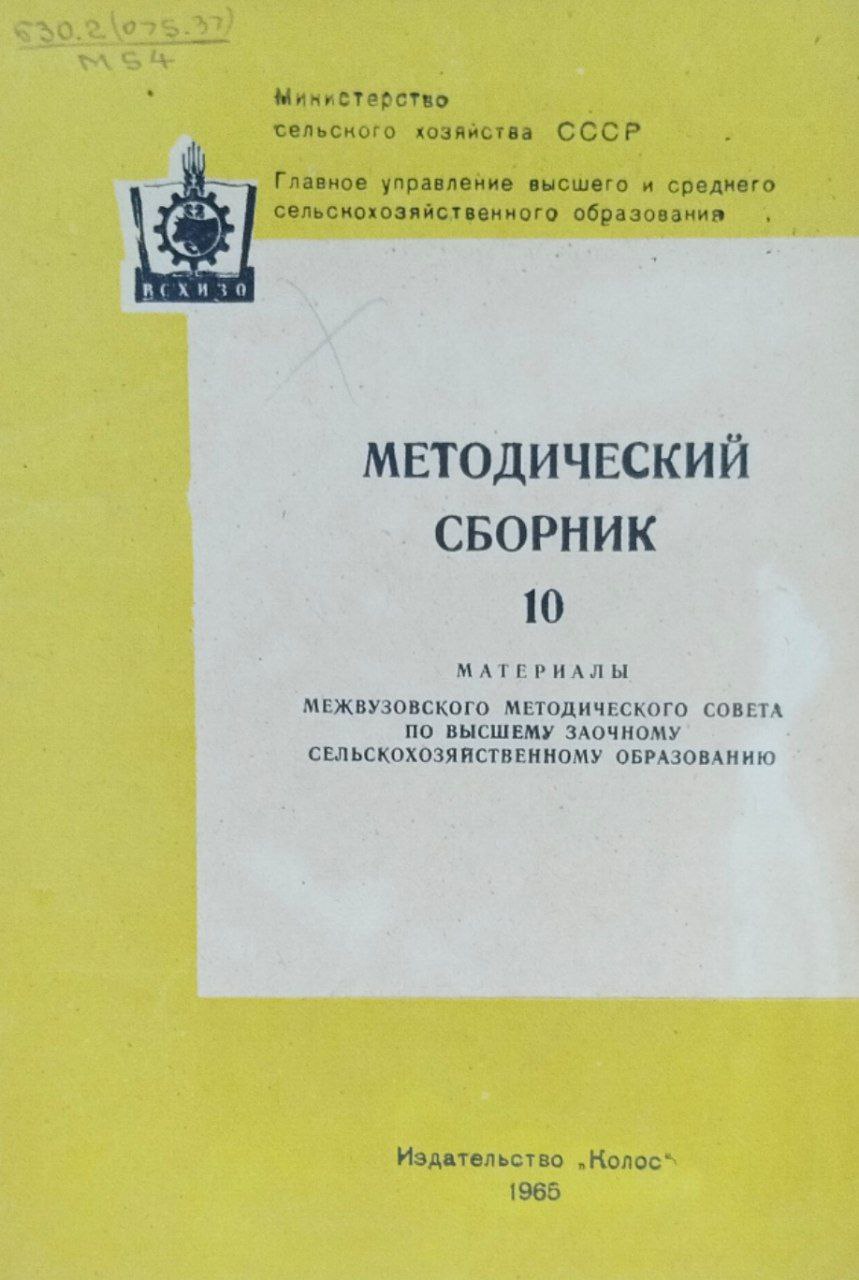 630.2(075.37)
М54
Министерство
сельского хозяйства СССР
Главное управление высшего и среднего
сельскохозяйственного образования
ВСХИЗО
МЕТОДИЧЕСКИЙ
СБОРНИК
10
МАТЕРИАЛЫ
МЕЖВУЗОВСКОГО МЕТОДИЧЕСКОГО СОВЕТА
ПО ВЫСШЕМУ ЗАОЧНОМУ
СЕЛЬСКОХОЗЯЙСТВЕННОМУ ОБРАЗОВАНИЮ
Издательство „Колос“
1965